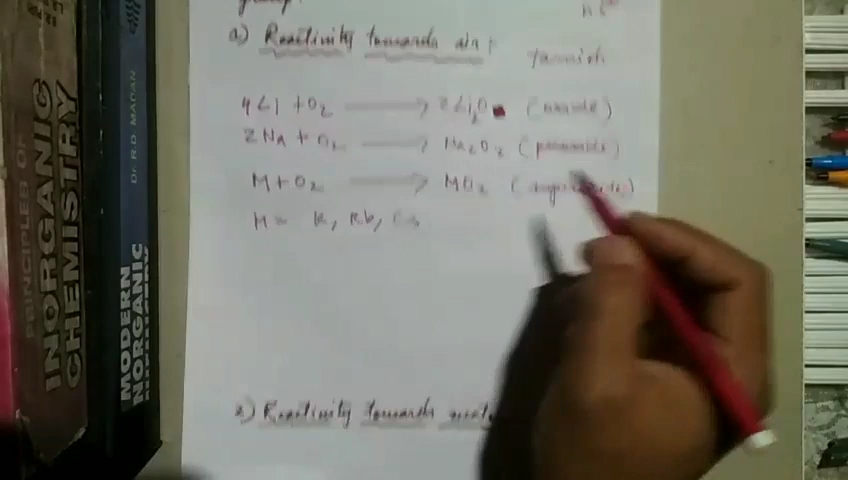 PRINCIPLES OF
INORGANIC
CHEMISTRY
MODERN
INORGANIC
Dr. R.D. MADAN
a) Reactivity towards air:
Tarnish
4Li + O2 → 2Li2O (oxide)
2Na + O2 → Na2O2 (peroxide)
M + O2 → MO2 (superoxide)
M = K, Rb, Cs
2) Reactivity towards